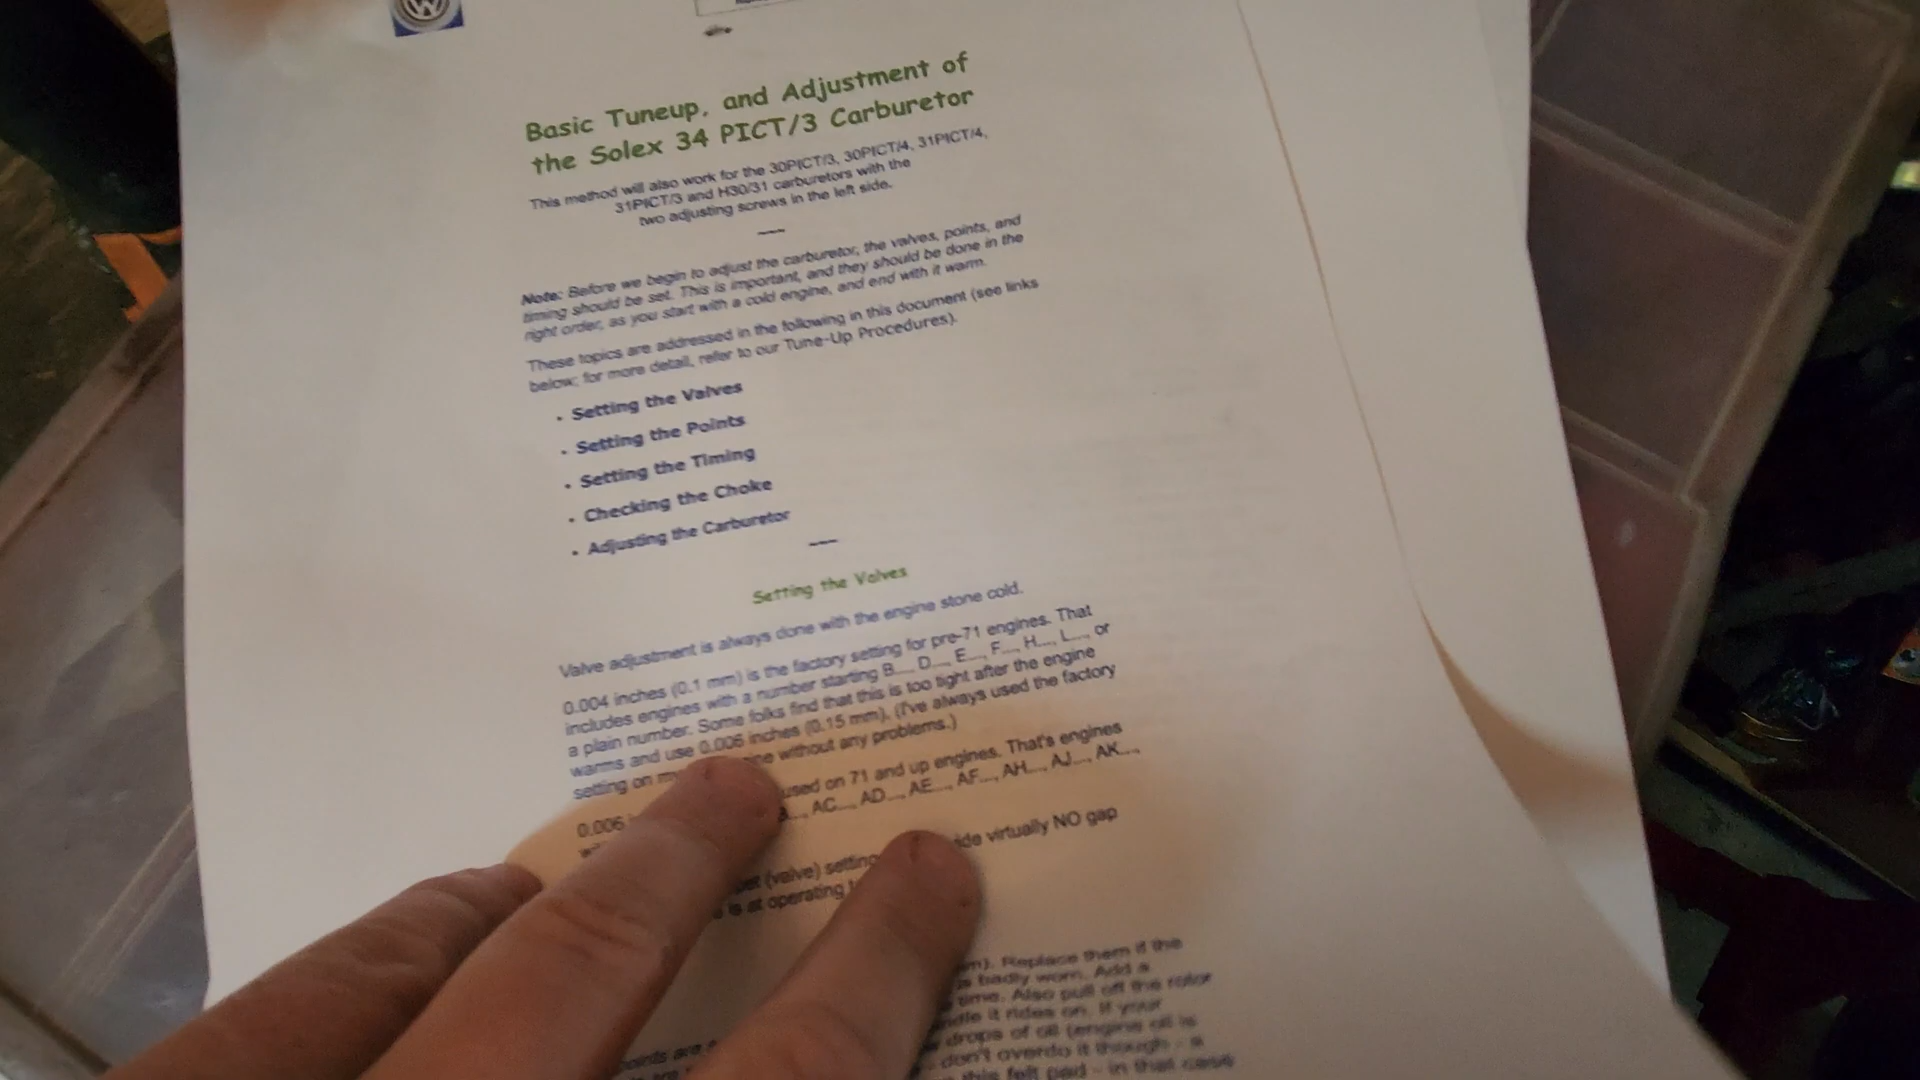 Basic Tuneup, and Adjustment of
the Solex 34 PICT/3 Carburetor
This method will also work for the 30PICT/3, 30PICT/4, 31PICT/4,
31PICT/3 and H30/31 carburetors with the
two adjusting screws in the left side.
~~~
Note: Before we begin to adjust the carburetor, the valves, points, and
timing should be set. This is important, and they should be done in the
right order, as you start with a cold engine, and end with it warm.
These topics are addressed in the following in this document (see links
below; for more detail, refer to our Tune-Up Procedures).
• Setting the Valves
• Setting the Points
• Setting the Timing
• Checking the Choke
• Adjusting the Carburetor
~~~
Setting the Valves
Valve adjustment is always done with the engine stone cold.
0.004 inches (0.1 mm) is the factory setting for pre-71 engines. That
includes engines with a number starting B..., D..., E..., F..., H..., L..., or
a plain number. Some folks find that this is too tight after the engine
warms and use 0.006 inches (0.15 mm), (I've always used the factory
setting on my without any problems.)
0.006 used on 71 and up engines. That's engines
AC..., AD..., AE..., AF..., AH..., AJ..., AK...,
(valve) setting virtually NO gap
is at operating
Replace them if the
badly worn. Add a
time. Also pull off the rotor
it rides on. If your
drops of oil (engine oil is
don't overdo it though - a
points are
this felt pad - in that case